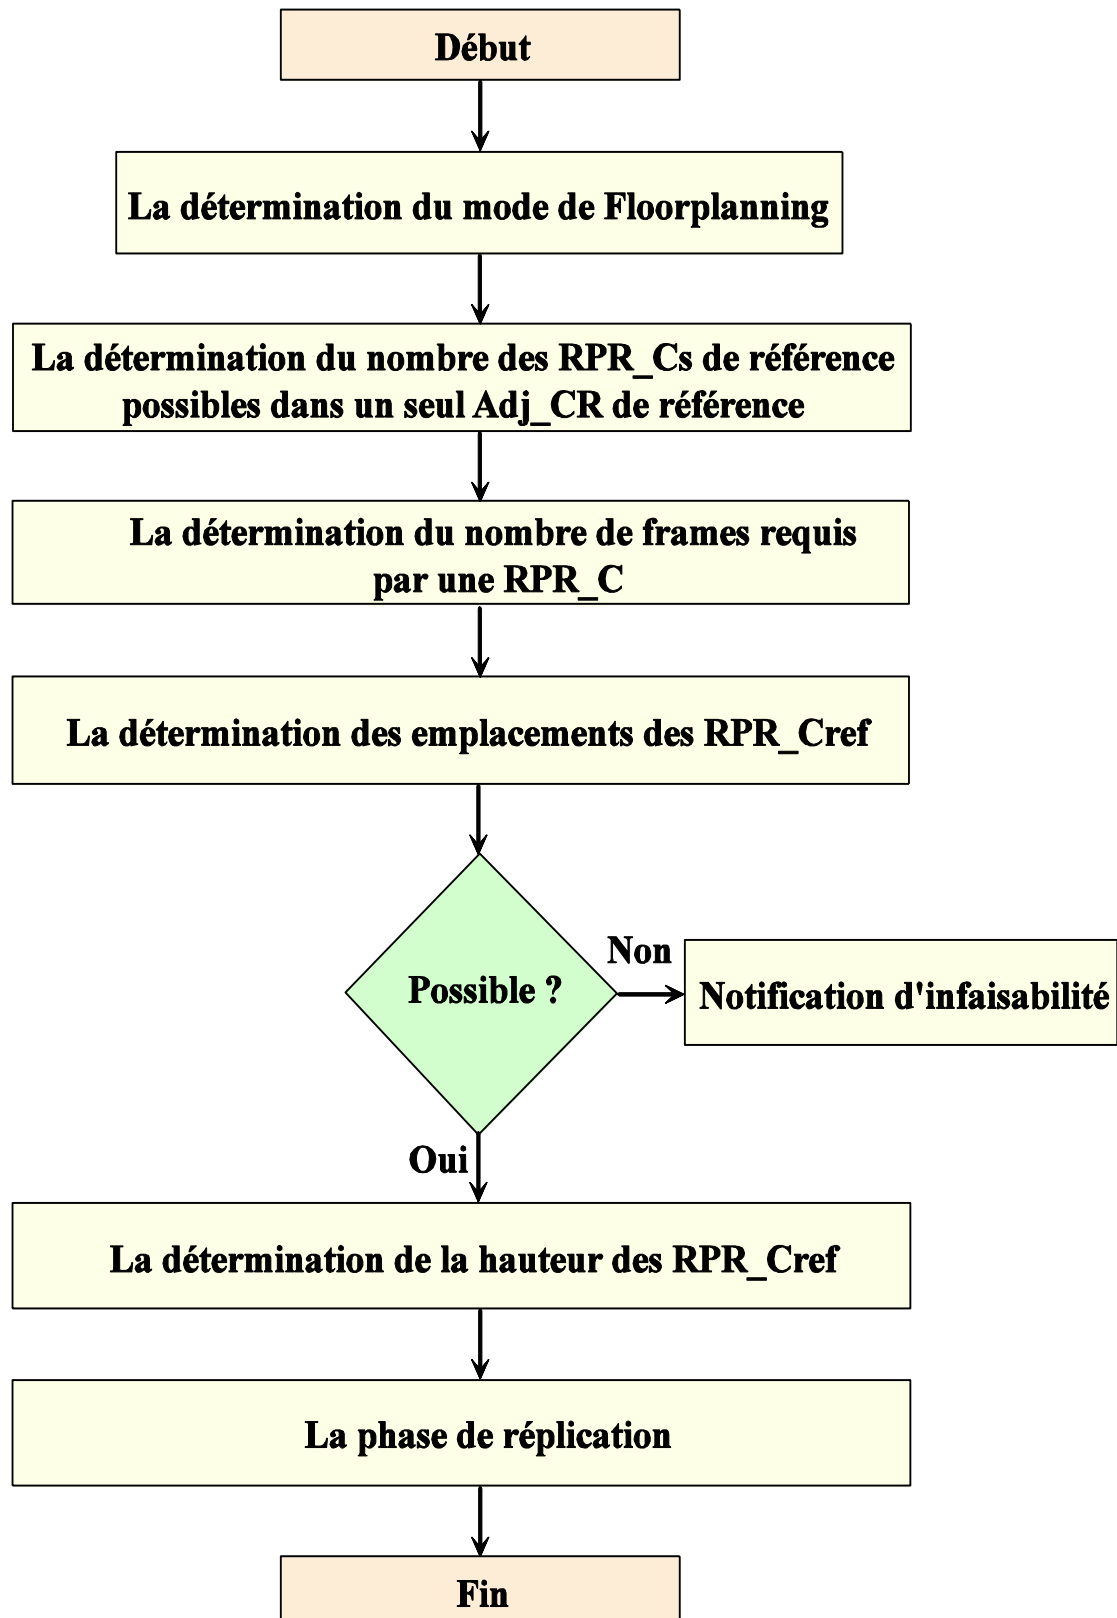 Début
La détermination du mode de Floorplanning
La détermination du nombre des RPR_Cs de référence
possibles dans un seul Adj_CR de référence
La détermination du nombre de frames requis
par une RPR_C
La détermination des emplacements des RPR_Cref
Possible ?
Non
Notification d'infaisabilité
Oui
La détermination de la hauteur des RPR_Cref
La phase de réplication
Fin